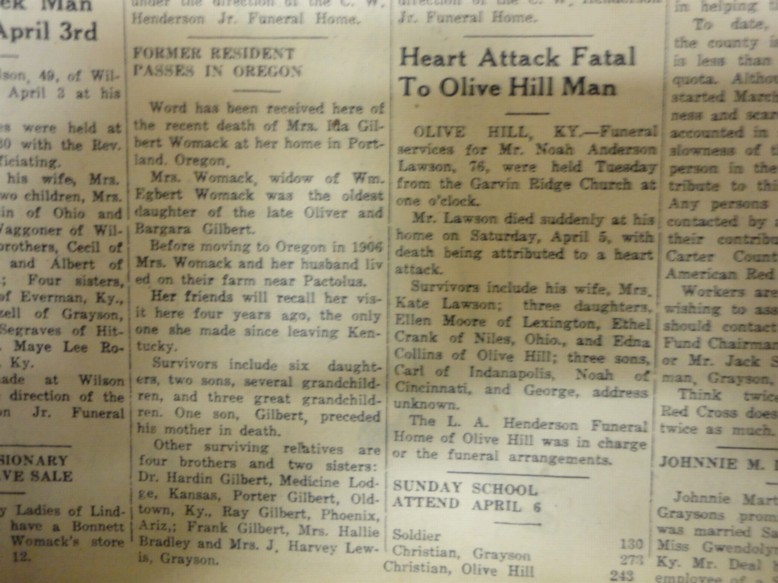 ek Man
April 3rd
lson, 49, of Wil-
April 2 at his
es were held at
30 with the Rev.
ficiating.
his wife, Mrs.
two children, Mrs.
in of Ohio and
Waggoner of Wil-
brothers, Cecil of
and Albert of
; Four sisters,
of Everman, Ky.,
tell of Grayson,
Segraves of Hit-
Maye Lee Ro-
Ky.
ade at Wilson
direction of the
on Jr. Funeral
SIONARY
AVE SALE
y Ladies of Lind-
have a Bonnett
Womack's store
12.
under the direction of the C. W.
Henderson Jr. Funeral Home.
FORMER RESIDENT
PASSES IN OREGON
Word has been received here of
the recent death of Mrs. Gil-
bert Womack at her home in Port-
land, Oregon,
Mrs. Womack, widow of Wm.
Egbert Womack was the oldest
daughter of the late Oliver and
Bargara Gilbert.
Before moving to Oregon in 1906
Mrs. Womack and her husband liv
ed on their farm near Pactolus.
Her friends will recall her vis-
it here four years ago, the only
one she made since leaving Ken-
tucky.
Survivors include six daught-
ers, two sons, several grandchild-
ren, and three great grandchild-
ren. One son, Gilbert, preceded
his mother in death.
Other surviving relatives are
four brothers and two sisters:
Dr. Hardin Gilbert, Medicine Lod-
ge, Kansas, Porter Gilbert, Old-
town, Ky., Ray Gilbert, Phoenix,
Ariz.; Frank Gilbert, Mrs. Hallie
Bradley and Mrs. J. Harvey Lew-
is, Grayson.
Jr. Funeral Home.
Heart Attack Fatal
To Olive Hill Man
OLIVE HILL, KY.—Funeral
services for Mr. Noah Anderson
Lawson, 76, were held Tuesday
from the Garvin Ridge Church at
one o'clock.
Mr. Lawson died suddenly at his
home on Saturday, April 5, with
death being attributed to a heart
attack.
Survivors include his wife, Mrs.
Kate Lawson; three daughters,
Ellen Moore of Lexington, Ethel
Crank of Niles, Ohio., and Edna
Collins of Olive Hill; three sons,
Carl of Indanapolis, Noah of
Cincinnati, and George, address
unknown.
The L. A. Henderson Funeral
Home of Olive Hill was in charge
or the funeral arrangements.
SUNDAY SCHOOL
ATTEND APRIL 6
Soldier 130
Christian, Grayson 273
Christian, Olive Hill 243
in helping
To date,
the county is
is less than
quota. Althou
started March
ness and scar
accounted in
slowness of t
person in the
tribute to thi
Any persons
contacted by a
their contribu
Carter Count
American Red
Workers are
wishing to ass
should contact
Fund Chairman
or Mr. Jack S
man, Grayson,
Think twice
Red Cross does
twice as much.
JOHNNIE M. D
Johnnie Mart
Graysons prom
was married Sa
Miss Gwendoly
Ky. Mr. Deal
employee of